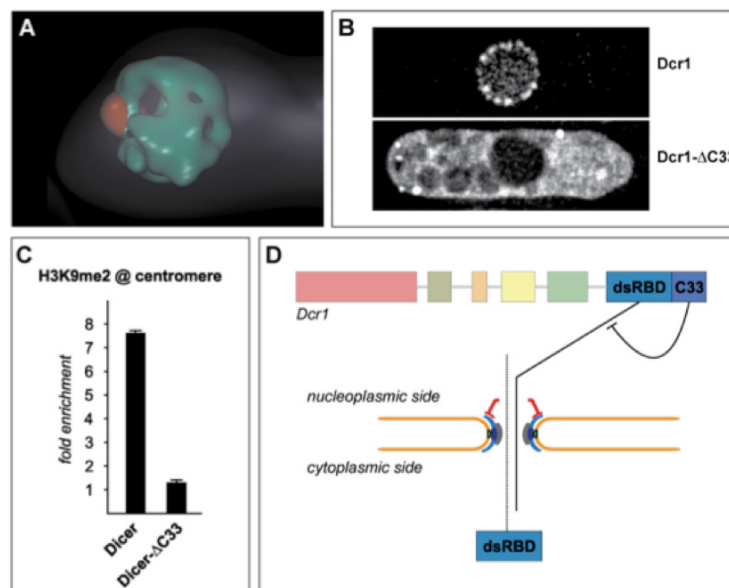 A
B
Dcr1
Dcr1-ΔC33
C
H3K9me2 @ centromere
fold enrichment
8
7
6
5
4
3
2
1
Dicer
Dicer-ΔC33
D
dsRBD
C33
Dcr1
nucleoplasmic side
cytoplasmic side
dsRBD